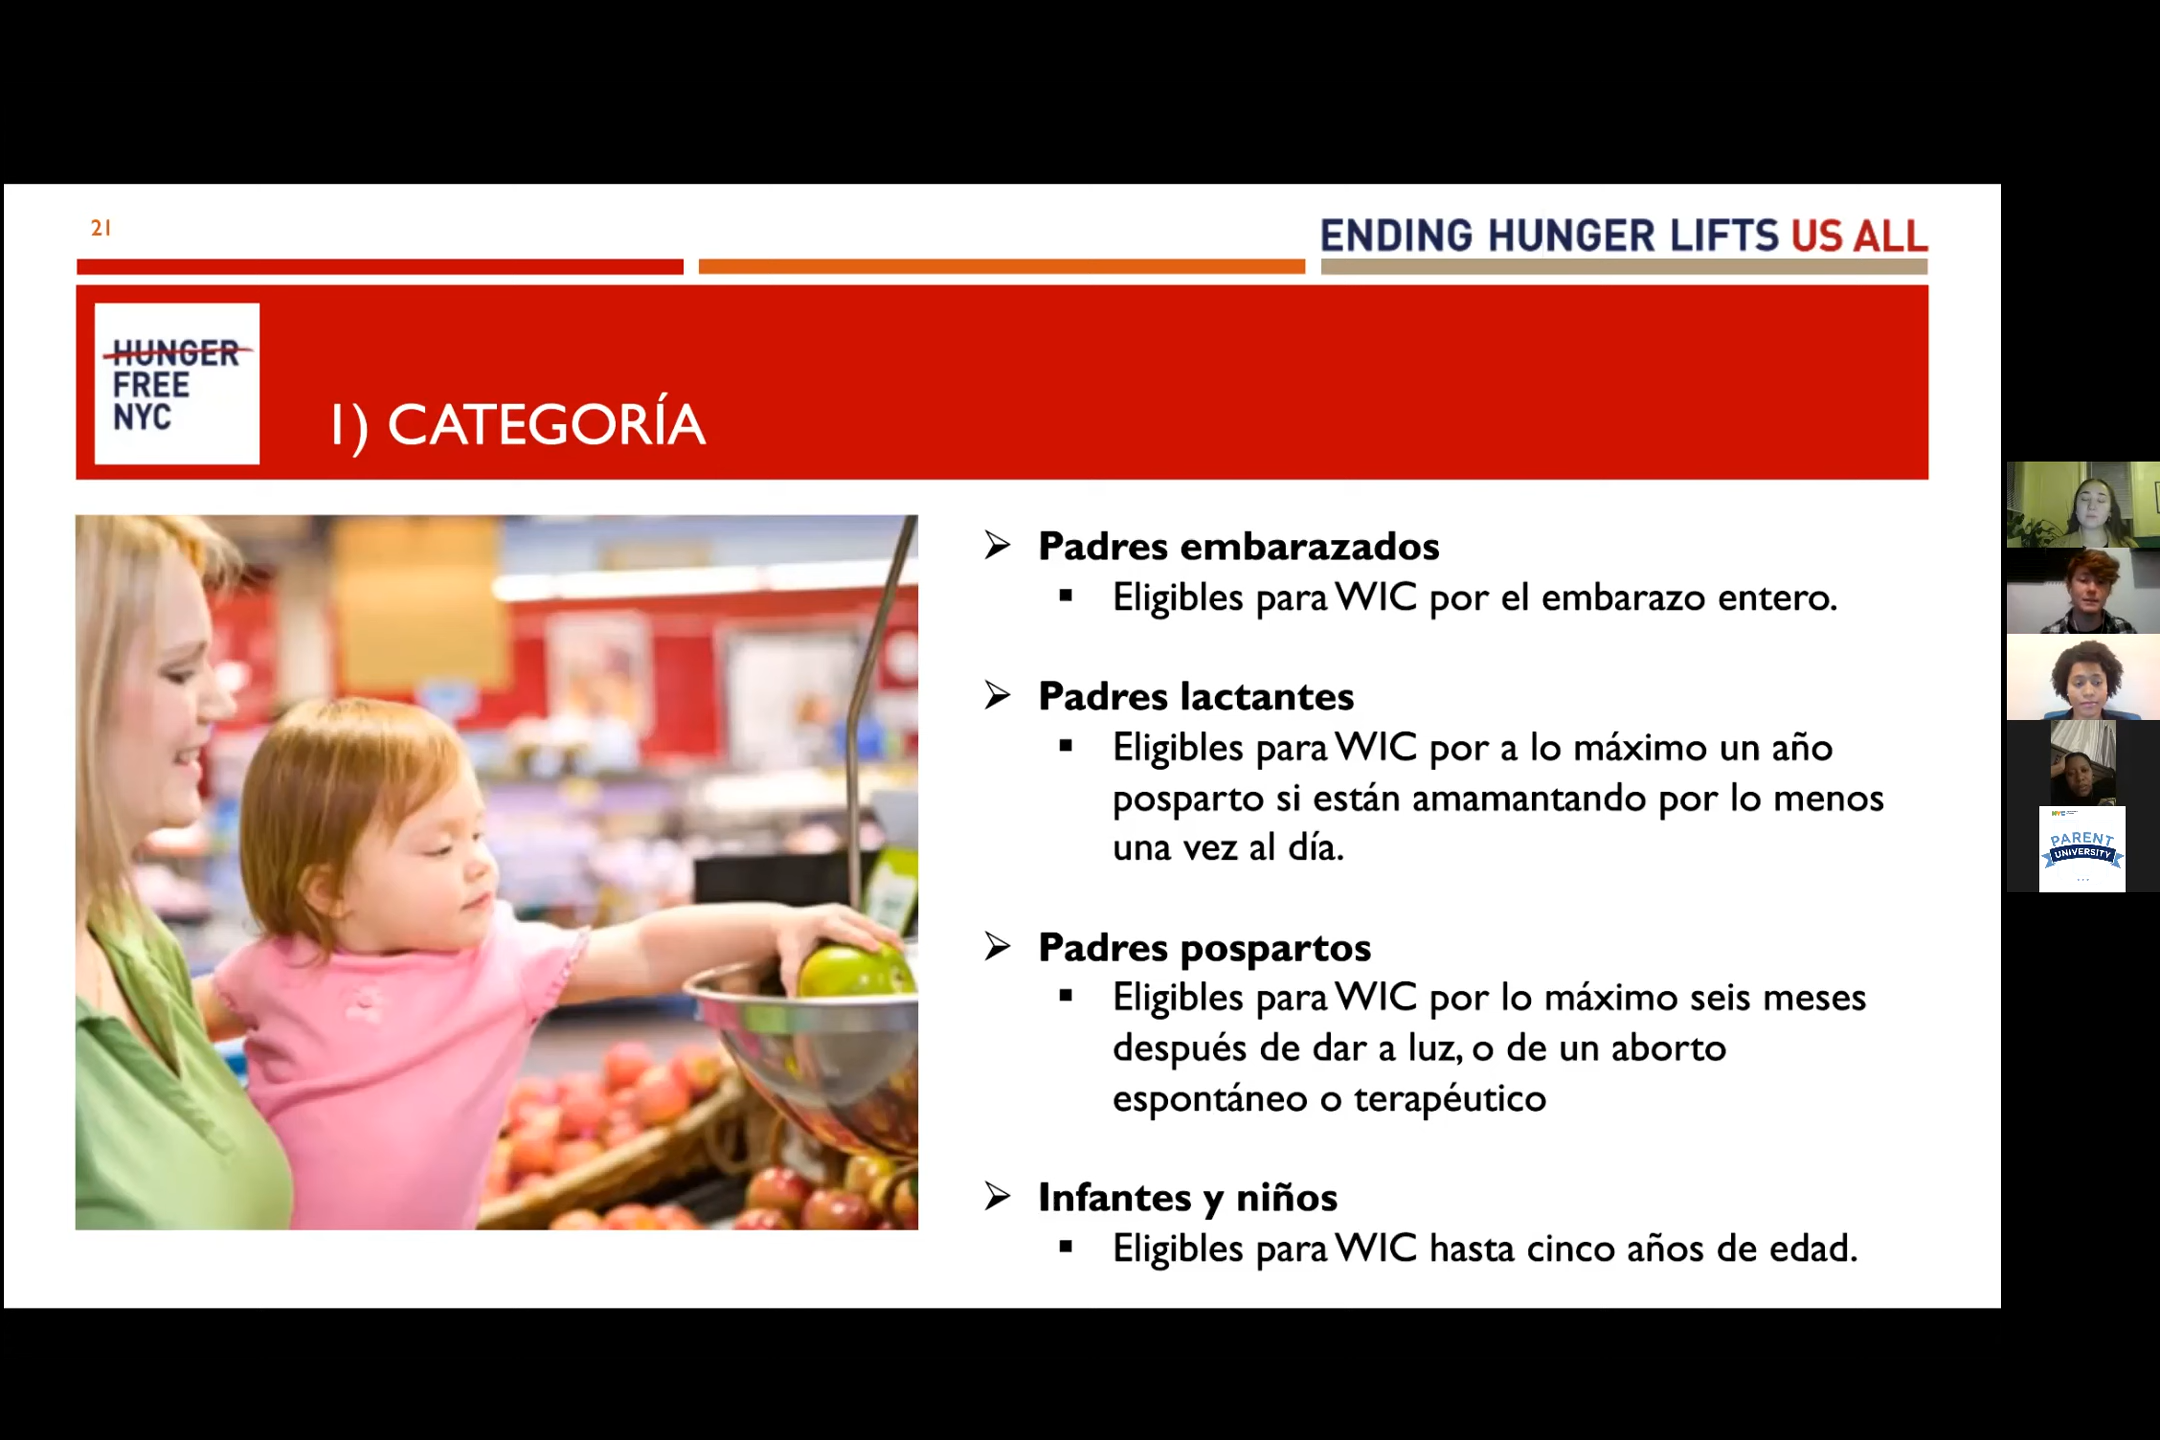 21
ENDING HUNGER LIFTS US ALL
HUNGER
FREE
NYC
1) CATEGORÍA
Padres embarazados
Eligibles para WIC por el embarazo entero.
Padres lactantes
Eligibles para WIC por a lo máximo un año
posparto si están amamantando por lo menos
una vez al día.
Padres pospartos
Eligibles para WIC por lo máximo seis meses
después de dar a luz, o de un aborto
espontáneo o terapéutico
Infantes y niños
Eligibles para WIC hasta cinco años de edad.
PARENT
UNIVERSITY